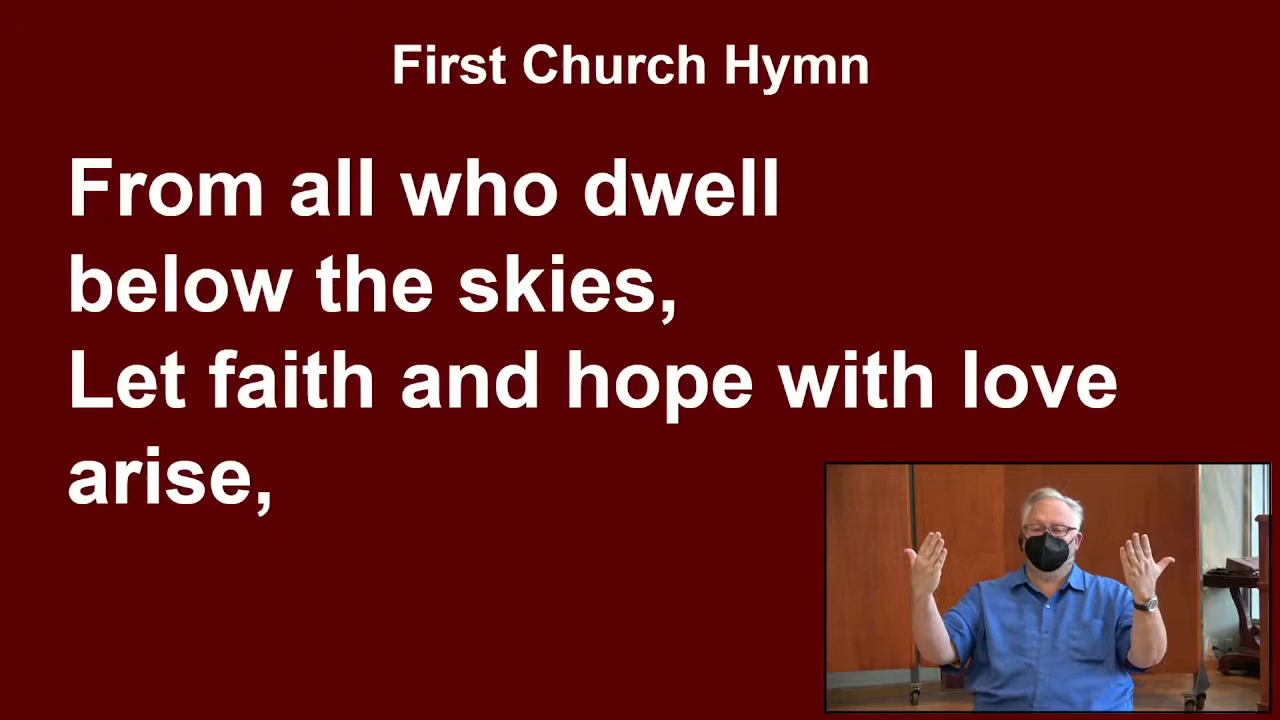 First Church Hymn
From all who dwell
below the skies,
Let faith and hope with love
arise,